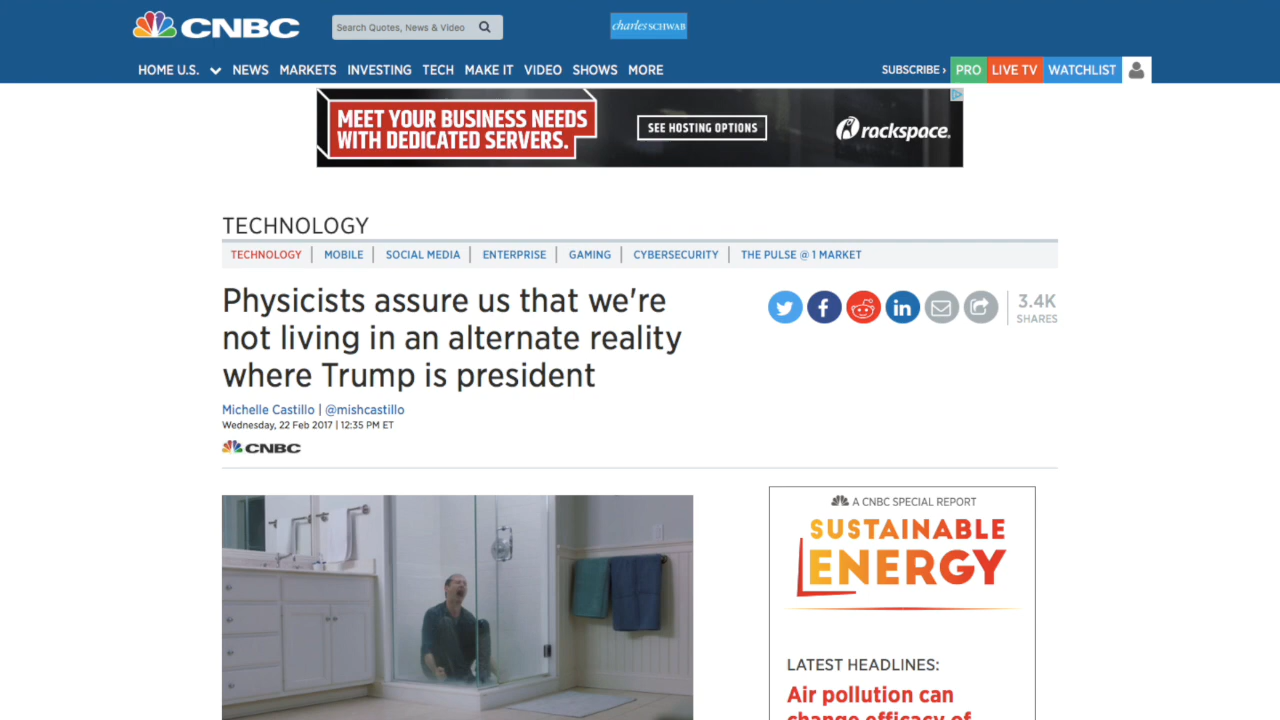 CNBC
Search Quotes, News & Video
charles SCHWAB
HOME U.S. NEWS MARKETS INVESTING TECH MAKE IT VIDEO SHOWS MORE
SUBSCRIBE › PRO LIVE TV WATCHLIST
MEET YOUR BUSINESS NEEDS
WITH DEDICATED SERVERS.
SEE HOSTING OPTIONS
rackspace.
TECHNOLOGY
TECHNOLOGY | MOBILE | SOCIAL MEDIA | ENTERPRISE | GAMING | CYBERSECURITY | THE PULSE @ 1 MARKET
Physicists assure us that we're
not living in an alternate reality
where Trump is president
3.4K
SHARES
Michelle Castillo | @mishcastillo
Wednesday, 22 Feb 2017 | 12:35 PM ET
CNBC
A CNBC SPECIAL REPORT
SUSTAINABLE
ENERGY
LATEST HEADLINES:
Air pollution can
change efficacy of